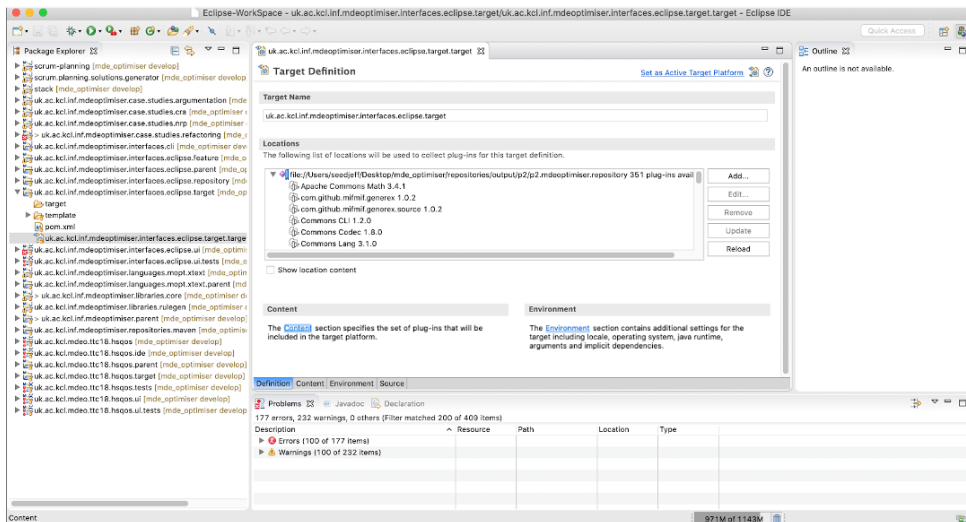 Eclipse-WorkSpace - uk.ac.kcl.inf.mdeoptimiser.interfaces.eclipse.target/uk.ac.kcl.inf.mdeoptimiser.interfaces.eclipse.target.target - Eclipse IDE
Quick Access
Package Explorer
scrum-planning [mde_optimiser develop]
scrum.planning.solutions.generator [mde_optimiser develop
stack [mde_optimiser develop]
uk.ac.kcl.inf.mdeoptimiser.case.studies.argumentation [mde
uk.ac.kcl.inf.mdeoptimiser.case.studies.cra [mde_optimiser
uk.ac.kcl.inf.mdeoptimiser.case.studies.nrp [mde_optimiser
> uk.ac.kcl.inf.mdeoptimiser.case.studies.refactoring [mde_
uk.ac.kcl.inf.mdeoptimiser.interfaces.cli [mde_optimiser dev
uk.ac.kcl.inf.mdeoptimiser.interfaces.eclipse.feature [mde_o
uk.ac.kcl.inf.mdeoptimiser.interfaces.eclipse.parent [mde_op
uk.ac.kcl.inf.mdeoptimiser.interfaces.eclipse.repository [md
uk.ac.kcl.inf.mdeoptimiser.interfaces.eclipse.target [mde_op
target
template
pom.xml
uk.ac.kcl.inf.mdeoptimiser.interfaces.eclipse.target.targe
uk.ac.kcl.inf.mdeoptimiser.interfaces.eclipse.ui [mde_optimi
uk.ac.kcl.inf.mdeoptimiser.interfaces.eclipse.ui.tests [mde_o
uk.ac.kcl.inf.mdeoptimiser.languages.mopt.xtext [mde_optin
uk.ac.kcl.inf.mdeoptimiser.languages.mopt.xtext.parent [md
> uk.ac.kcl.inf.mdeoptimiser.libraries.core [mde_optimiser d
uk.ac.kcl.inf.mdeoptimiser.libraries.rulegen [mde_optimiser
> uk.ac.kcl.inf.mdeoptimiser.parent [mde_optimiser develop
uk.ac.kcl.inf.mdeoptimiser.repositories.maven [mde_optimis
uk.ac.kcl.mdeo.ttc18.hsqos [mde_optimiser develop]
uk.ac.kcl.mdeo.ttc18.hsqos.ide [mde_optimiser develop]
uk.ac.kcl.mdeo.ttc18.hsqos.parent [mde_optimiser develop]
uk.ac.kcl.mdeo.ttc18.hsqos.target [mde_optimiser develop]
uk.ac.kcl.mdeo.ttc18.hsqos.tests [mde_optimiser develop]
uk.ac.kcl.mdeo.ttc18.hsqos.ui [mde_optimiser develop]
uk.ac.kcl.mdeo.ttc18.hsqos.ui.tests [mde_optimiser develop
uk.ac.kcl.inf.mdeoptimiser.interfaces.eclipse.target.target
Target Definition
Set as Active Target Platform
Target Name
uk.ac.kcl.inf.mdeoptimiser.interfaces.eclipse.target
Locations
The following list of locations will be used to collect plug-ins for this target definition.
file://Users/seedjeff/Desktop/mde_optimiser/repositories/output/p2/p2.mdeoptimiser.repository 351 plug-ins avail
Apache Commons Math 3.4.1
com.github.mifmif.generex 1.0.2
com.github.mifmif.generex.source 1.0.2
Commons CLI 1.2.0
Commons Codec 1.8.0
Commons Lang 3.1.0
Add...
Edit...
Remove
Update
Reload
Show location content
Content
The Content section specifies the set of plug-ins that will be
included in the target platform.
Environment
The Environment section contains additional settings for the
target including locale, operating system, java runtime,
arguments and implicit dependencies.
Definition Content Environment Source
Outline
An outline is not available.
Problems Javadoc Declaration
177 errors, 232 warnings, 0 others (Filter matched 200 of 409 items)
Description Resource Path Location Type
Errors (100 of 177 items)
Warnings (100 of 232 items)
Content
971M of 1143M